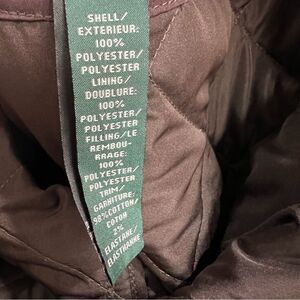 SHELL/
EXTERIEUR:
100%
POLYESTER/
POLYESTER
LINING/
DOUBLURE:
100%
POLYESTER/
POLYESTER
FILLING/LE
REMBOU-
RRAGE:
100%
POLYESTER/
POLYESTER
TRIM/
GARNITURE:
98% COTTON/
COTON
2%
ELASTANE/
ELASTHANNE